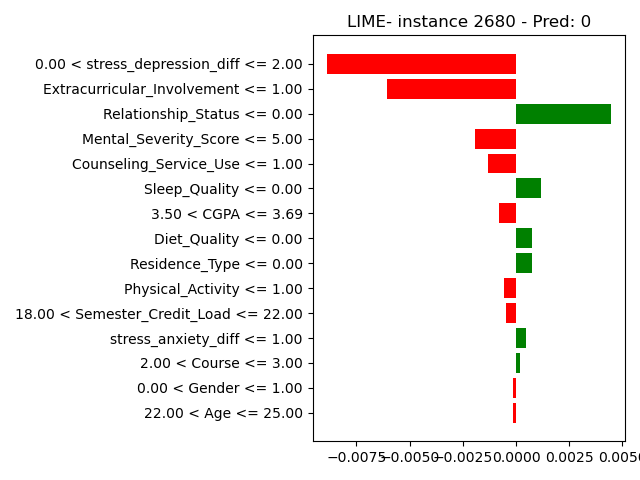 LIME- instance 2680 - Pred: 0
0.00 < stress_depression_diff <= 2.00
Extracurricular_Involvement <= 1.00
Relationship_Status <= 0.00
Mental_Severity_Score <= 5.00
Counseling_Service_Use <= 1.00
Sleep_Quality <= 0.00
3.50 < CGPA <= 3.69
Diet_Quality <= 0.00
Residence_Type <= 0.00
Physical_Activity <= 1.00
18.00 < Semester_Credit_Load <= 22.00
stress_anxiety_diff <= 1.00
2.00 < Course <= 3.00
0.00 < Gender <= 1.00
22.00 < Age <= 25.00
−0.0075 −0.0050 −0.0025 0.0000 0.0025 0.0050